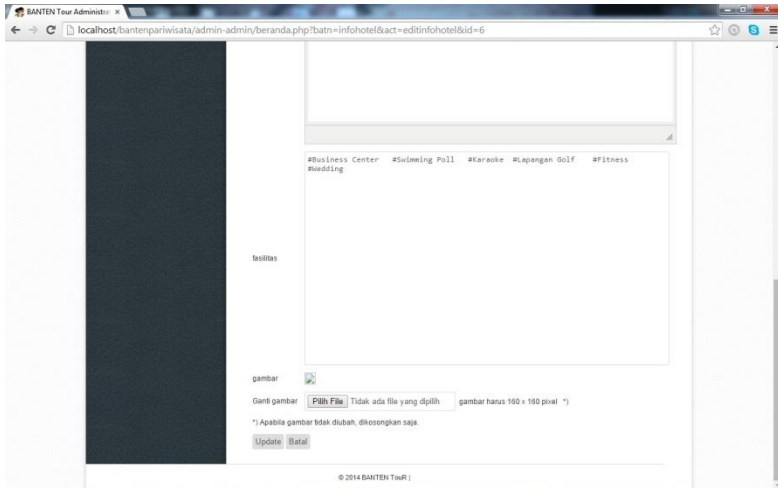 BANTEN Tour Administrat
localhost/bantenpariwisata/admin-admin/beranda.php?batn=infohotel&act=editinfohotel&id=6
#Business Center #Swimming Poll #Karaoke #Lapangan Golf #Fitness
#Wedding
fasilitas
gambar
Ganti gambar Pilih File Tidak ada file yang dipilih gambar harus 160 x 160 pixel *)
*) Apabila gambar tidak diubah, dikosongkan saja.
Update Batal
© 2014 BANTEN TouR |